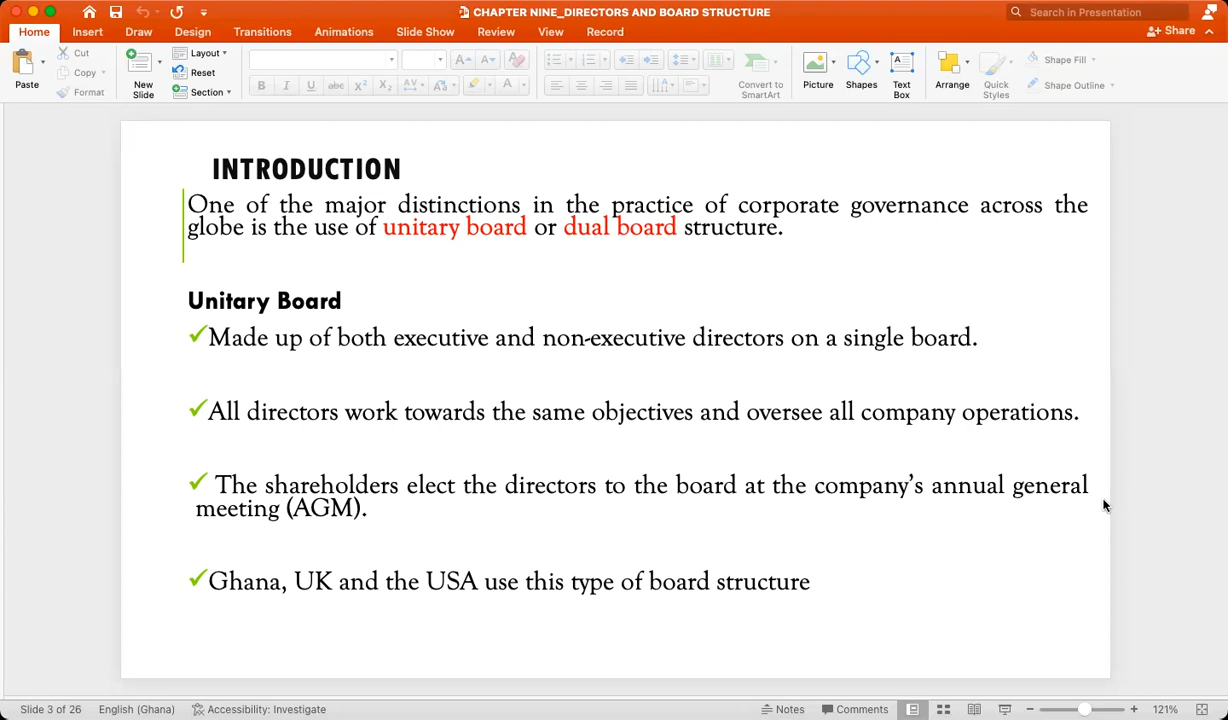 CHAPTER NINE_DIRECTORS AND BOARD STRUCTURE
Search in Presentation
Home Insert Draw Design Transitions Animations Slide Show Review View Record
Share
Paste
Cut
Copy
Format
New Slide
Layout
Reset
Section
Convert to SmartArt
Picture
Shapes
Text Box
Arrange
Quick Styles
Shape Fill
Shape Outline
INTRODUCTION
One of the major distinctions in the practice of corporate governance across the
globe is the use of unitary board or dual board structure.
Unitary Board
✓Made up of both executive and non-executive directors on a single board.
✓All directors work towards the same objectives and oversee all company operations.
✓ The shareholders elect the directors to the board at the company's annual general
meeting (AGM).
✓Ghana, UK and the USA use this type of board structure
Slide 3 of 26 English (Ghana) Accessibility: Investigate Notes Comments 121%